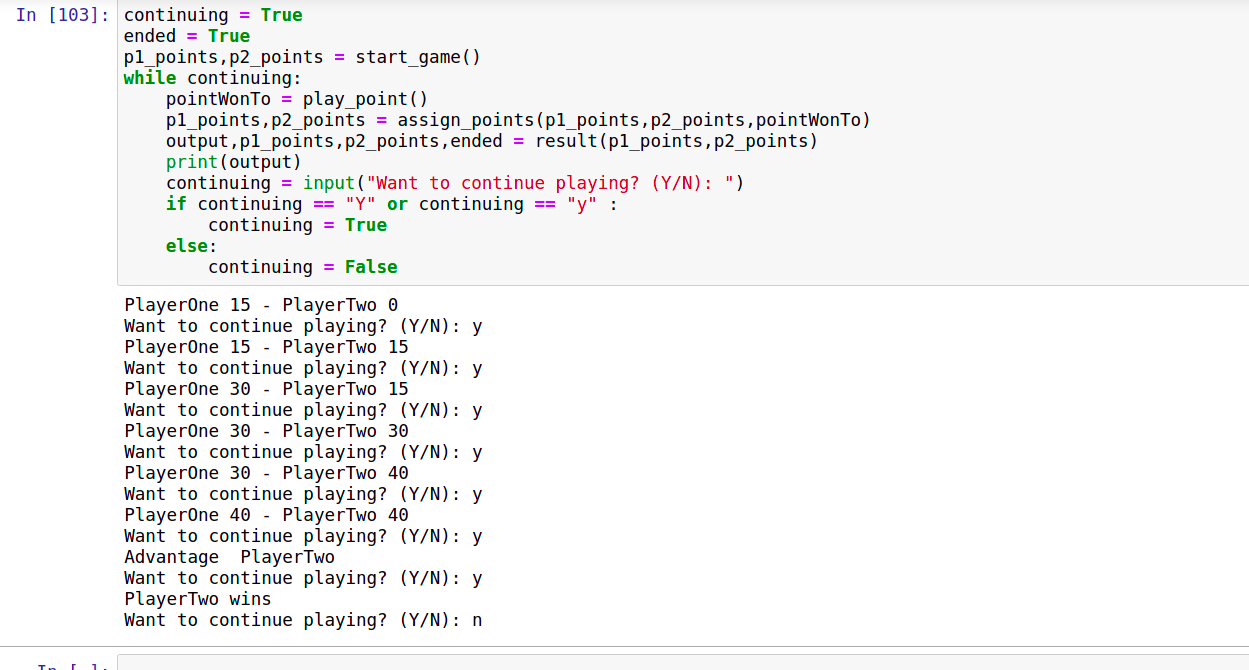 In [103]: continuing = True
ended = True
p1_points,p2_points = start_game()
while continuing:
    pointWonTo = play_point()
    p1_points,p2_points = assign_points(p1_points,p2_points,pointWonTo)
    output,p1_points,p2_points,ended = result(p1_points,p2_points)
    print(output)
    continuing = input("Want to continue playing? (Y/N): ")
    if continuing == "Y" or continuing == "y" :
        continuing = True
    else:
        continuing = False
PlayerOne 15 - PlayerTwo 0
Want to continue playing? (Y/N): y
PlayerOne 15 - PlayerTwo 15
Want to continue playing? (Y/N): y
PlayerOne 30 - PlayerTwo 15
Want to continue playing? (Y/N): y
PlayerOne 30 - PlayerTwo 30
Want to continue playing? (Y/N): y
PlayerOne 30 - PlayerTwo 40
Want to continue playing? (Y/N): y
PlayerOne 40 - PlayerTwo 40
Want to continue playing? (Y/N): y
Advantage  PlayerTwo
Want to continue playing? (Y/N): y
PlayerTwo wins
Want to continue playing? (Y/N): n
In [ ]: